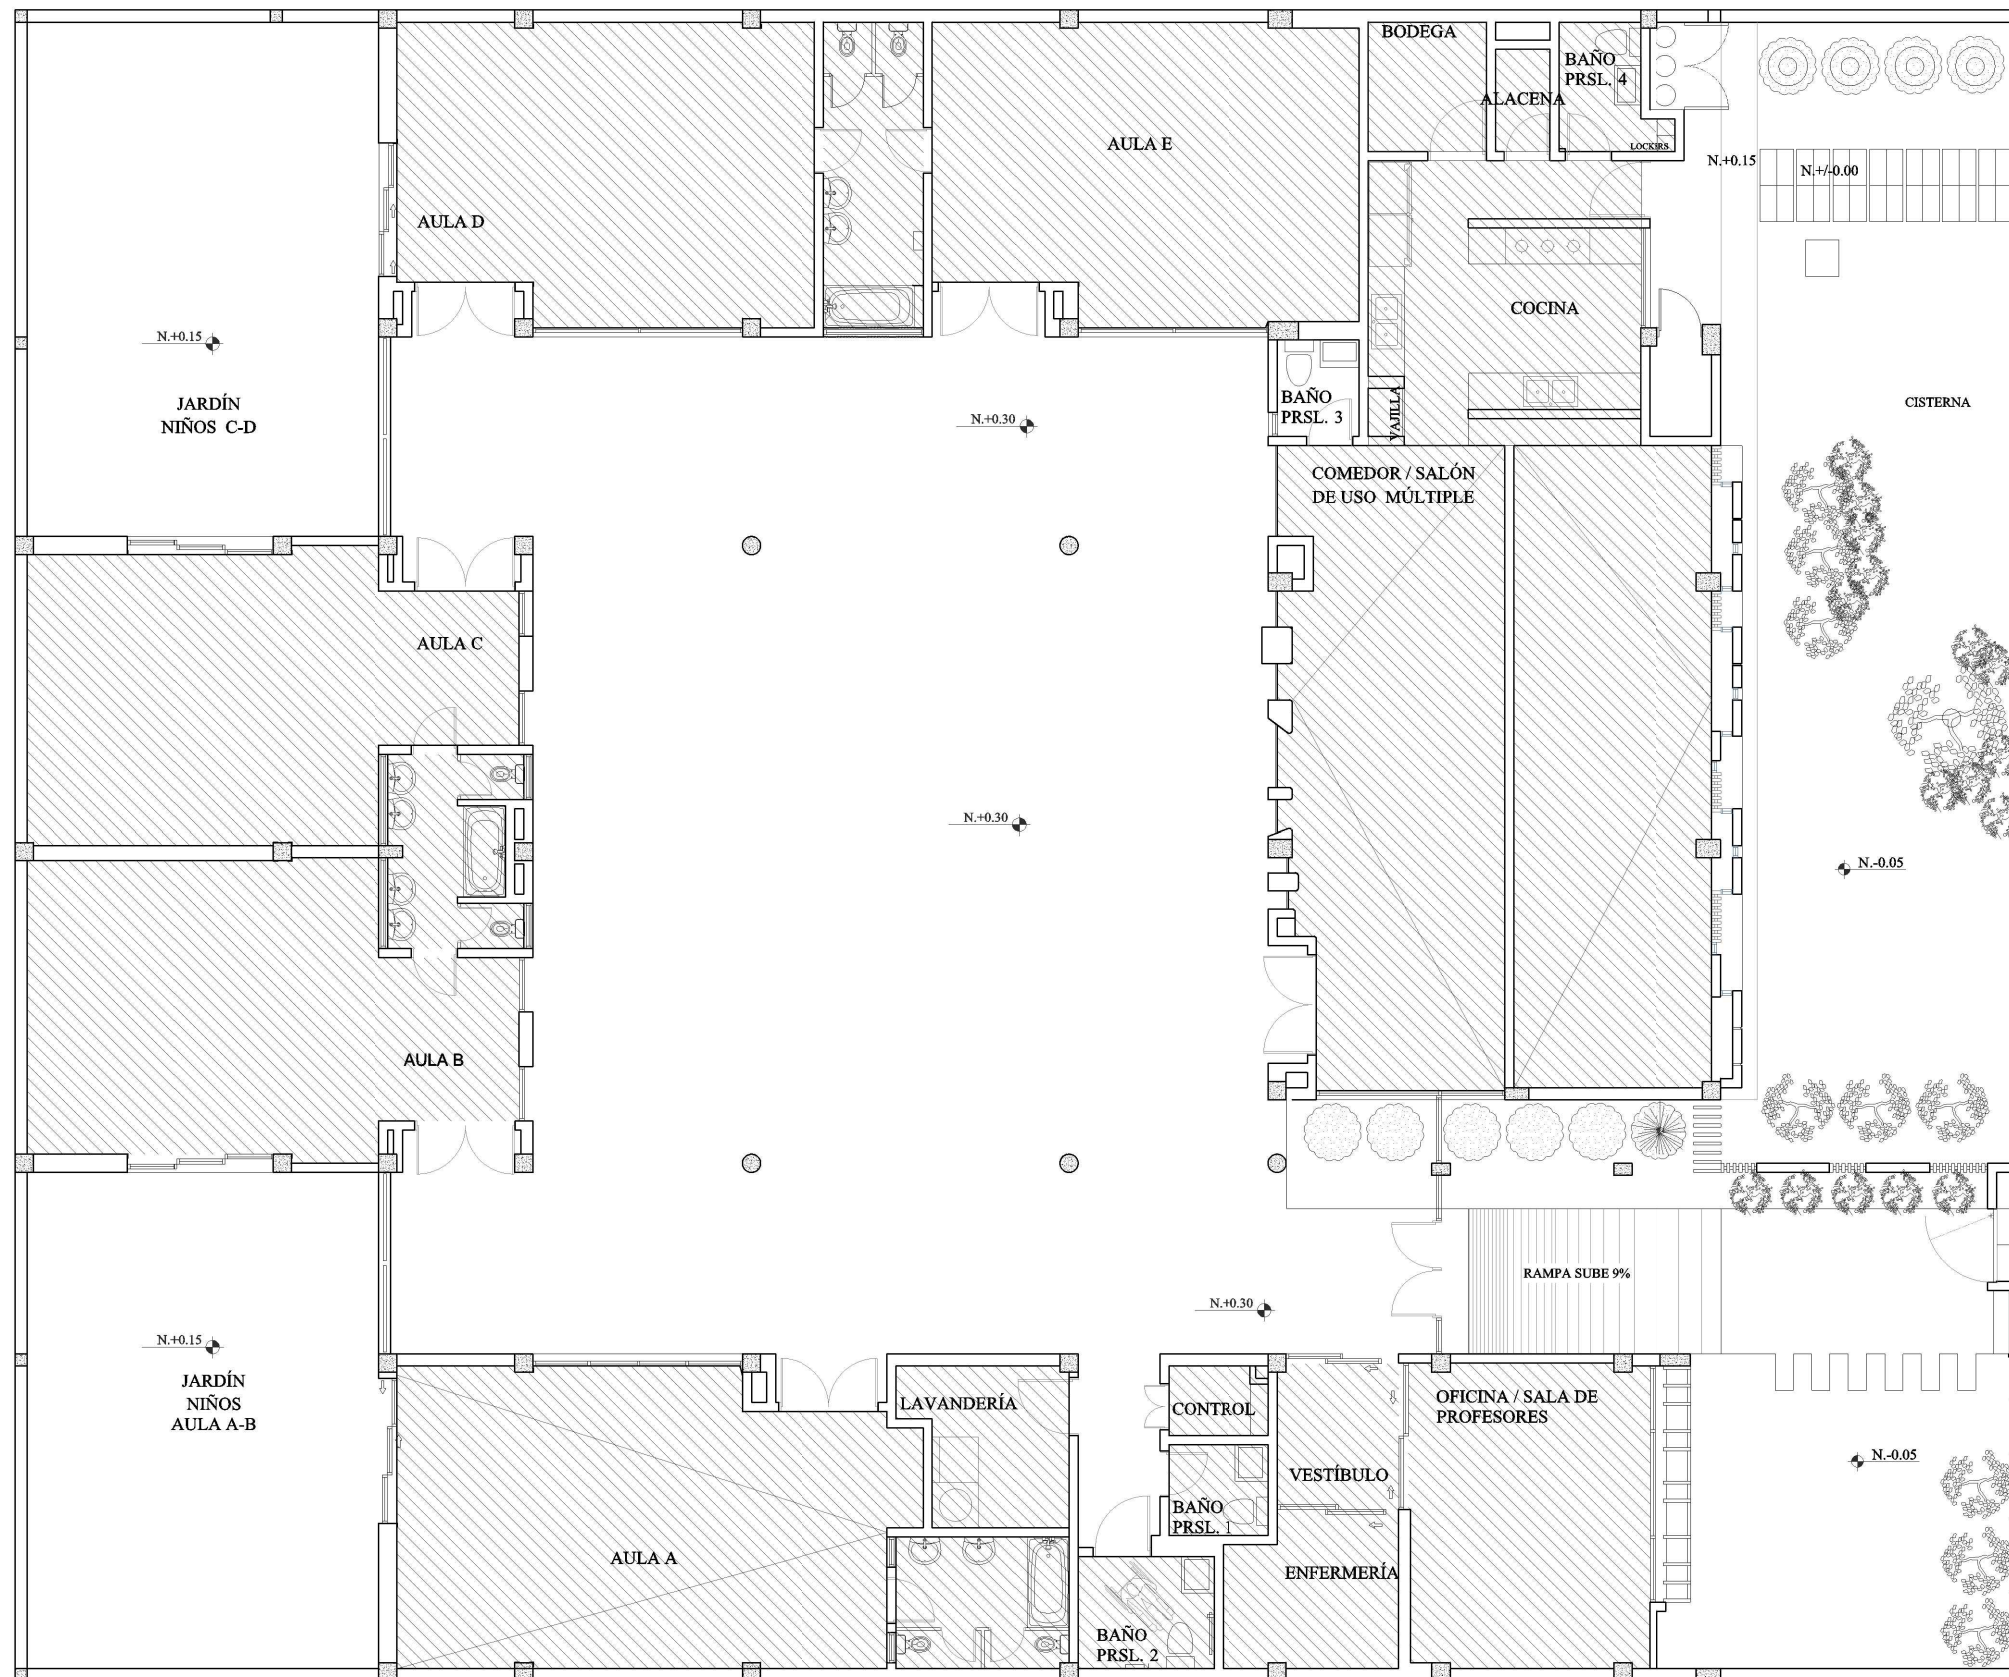 BODEGA
BAÑO
PRSL. 4
ALACENA
LOCKERS
AULA E
N.+0.15
N.+/-0.00
AULA D
COCINA
N.+0.15
JARDÍN
NIÑOS C-D
BAÑO
PRSL. 3
VAJILLA
CISTERNA
N.+0.30
COMEDOR / SALÓN
DE USO MÚLTIPLE
AULA C
N.+0.30
N.-0.05
AULA B
RAMPA SUBE 9%
N.+0.30
N.+0.15
JARDÍN
NIÑOS
AULA A-B
LAVANDERÍA
CONTROL
OFICINA / SALA DE
PROFESORES
N.-0.05
VESTÍBULO
BAÑO
PRSL. 1
AULA A
ENFERMERÍA
BAÑO
PRSL. 2